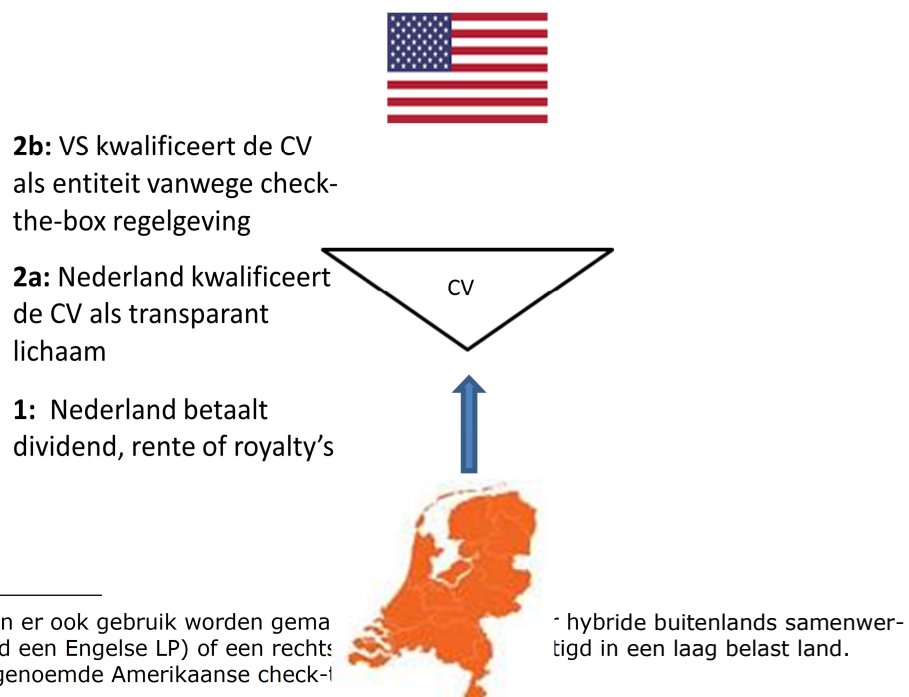 2b: VS kwalificeert de CV
als entiteit vanwege check-
the-box regelgeving
2a: Nederland kwalificeert
de CV als transparant
lichaam
1: Nederland betaalt
dividend, rente of royalty’s
CV
n er ook gebruik worden gema r hybride buitenlands samenwer-
d een Engelse LP) of een rechts tigd in een laag belast land.
genoemde Amerikaanse check-t